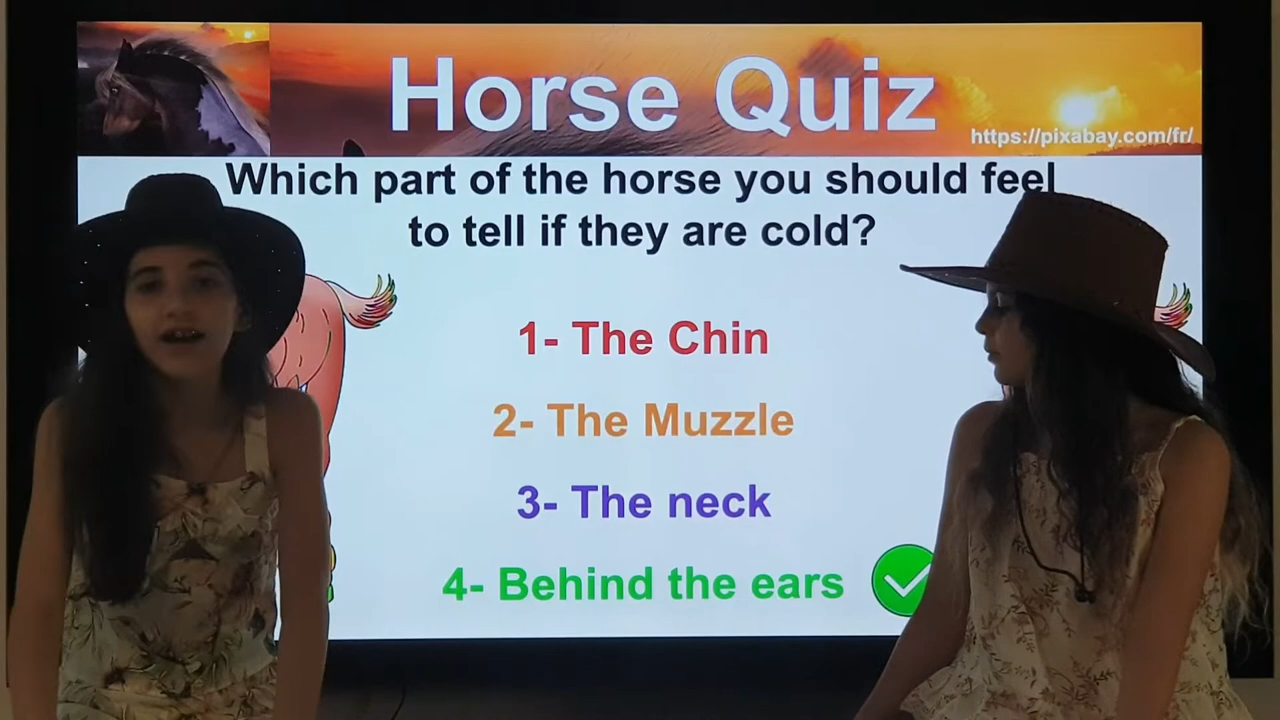 Horse Quiz
https://pixabay.com/fr/
Which part of the horse you should feel
to tell if they are cold?
1- The Chin
2- The Muzzle
3- The neck
4- Behind the ears